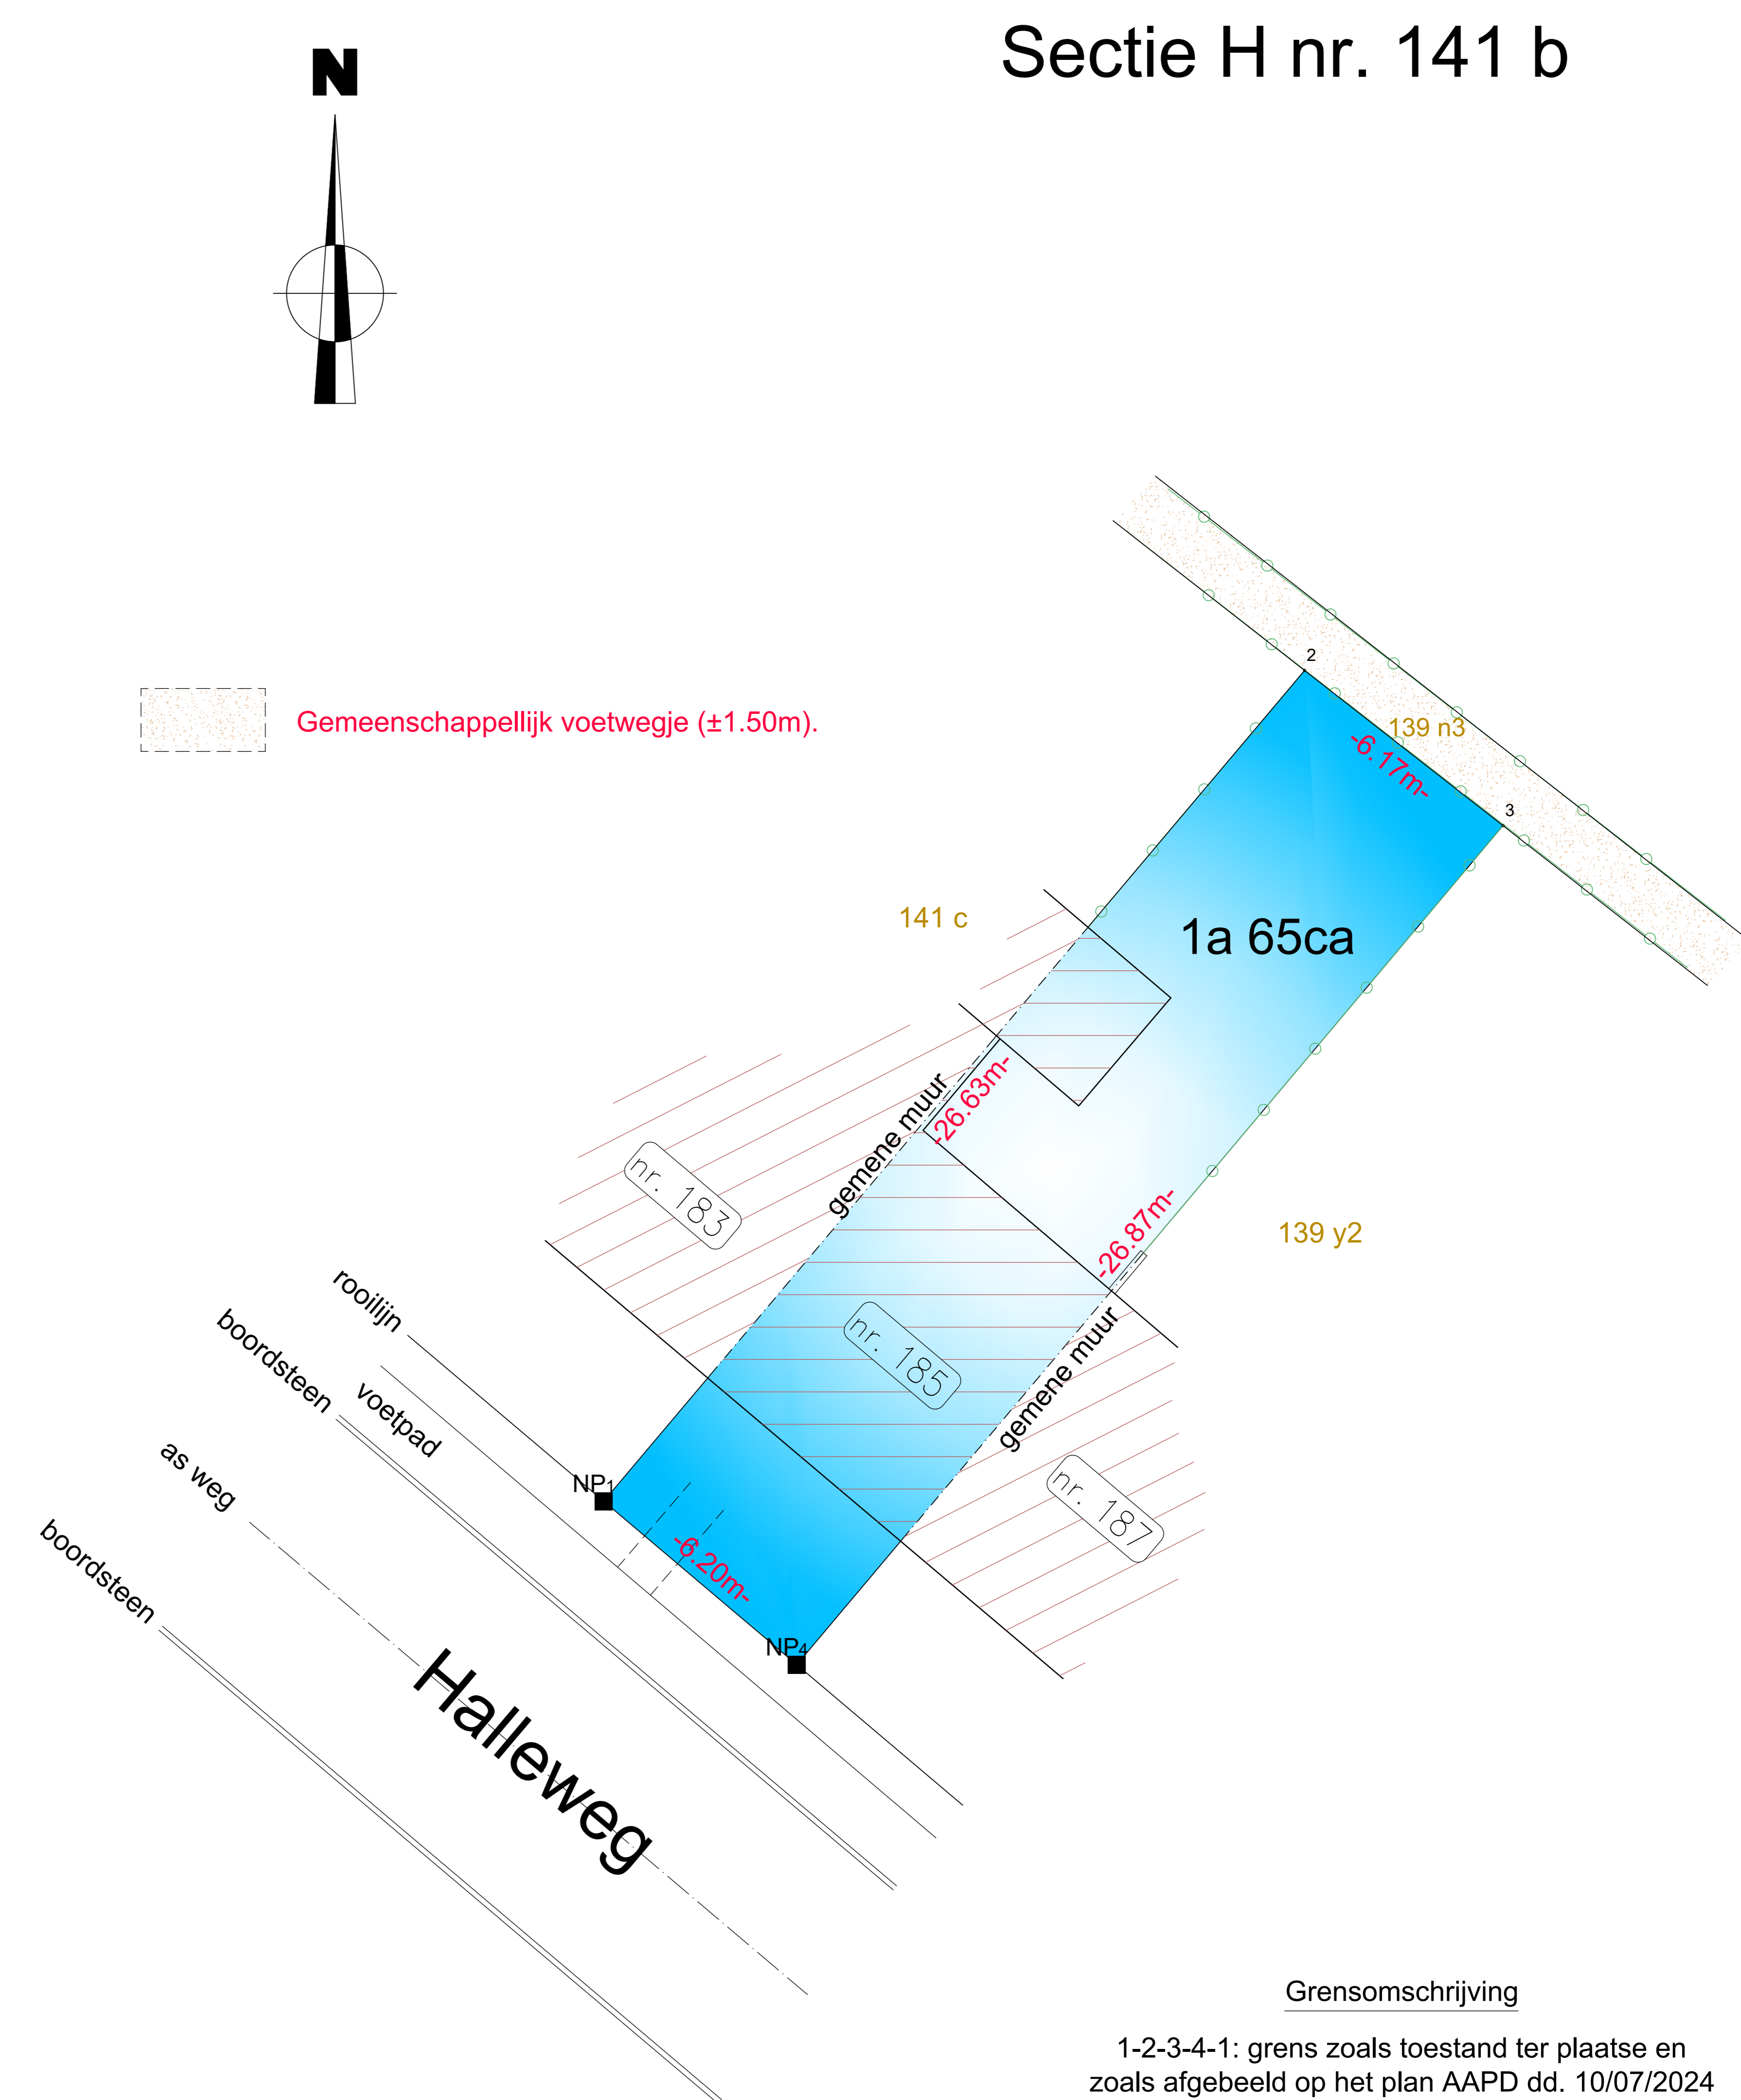 Sectie H nr. 141 b
N
2
139 n3
-6.17m-
Gemeenschappelijk voetwegje (±1.50m).
3
141 c
1a 65ca
gemene muur
-26.63m-
nr. 183
-26.87m-
139 y2
rooilijn
boordsteen
voetpad
nr. 185
gemene muur
as weg
NP1
nr. 187
boordsteen
-6.20m-
NP4
Halleweg
Grensomschrijving
1-2-3-4-1: grens zoals toestand ter plaatse en
zoals afgebeeld op het plan AAPD dd. 10/07/2024